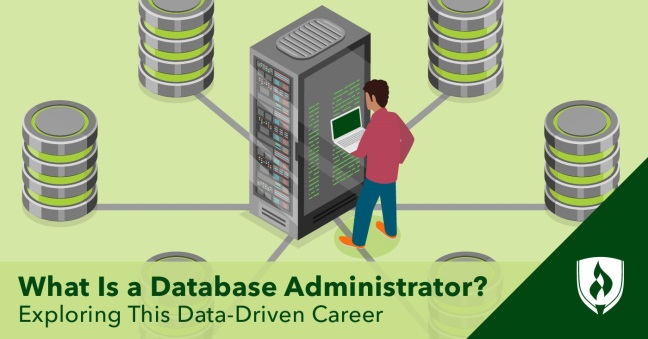 What Is a Database Administrator?
Exploring This Data-Driven Career